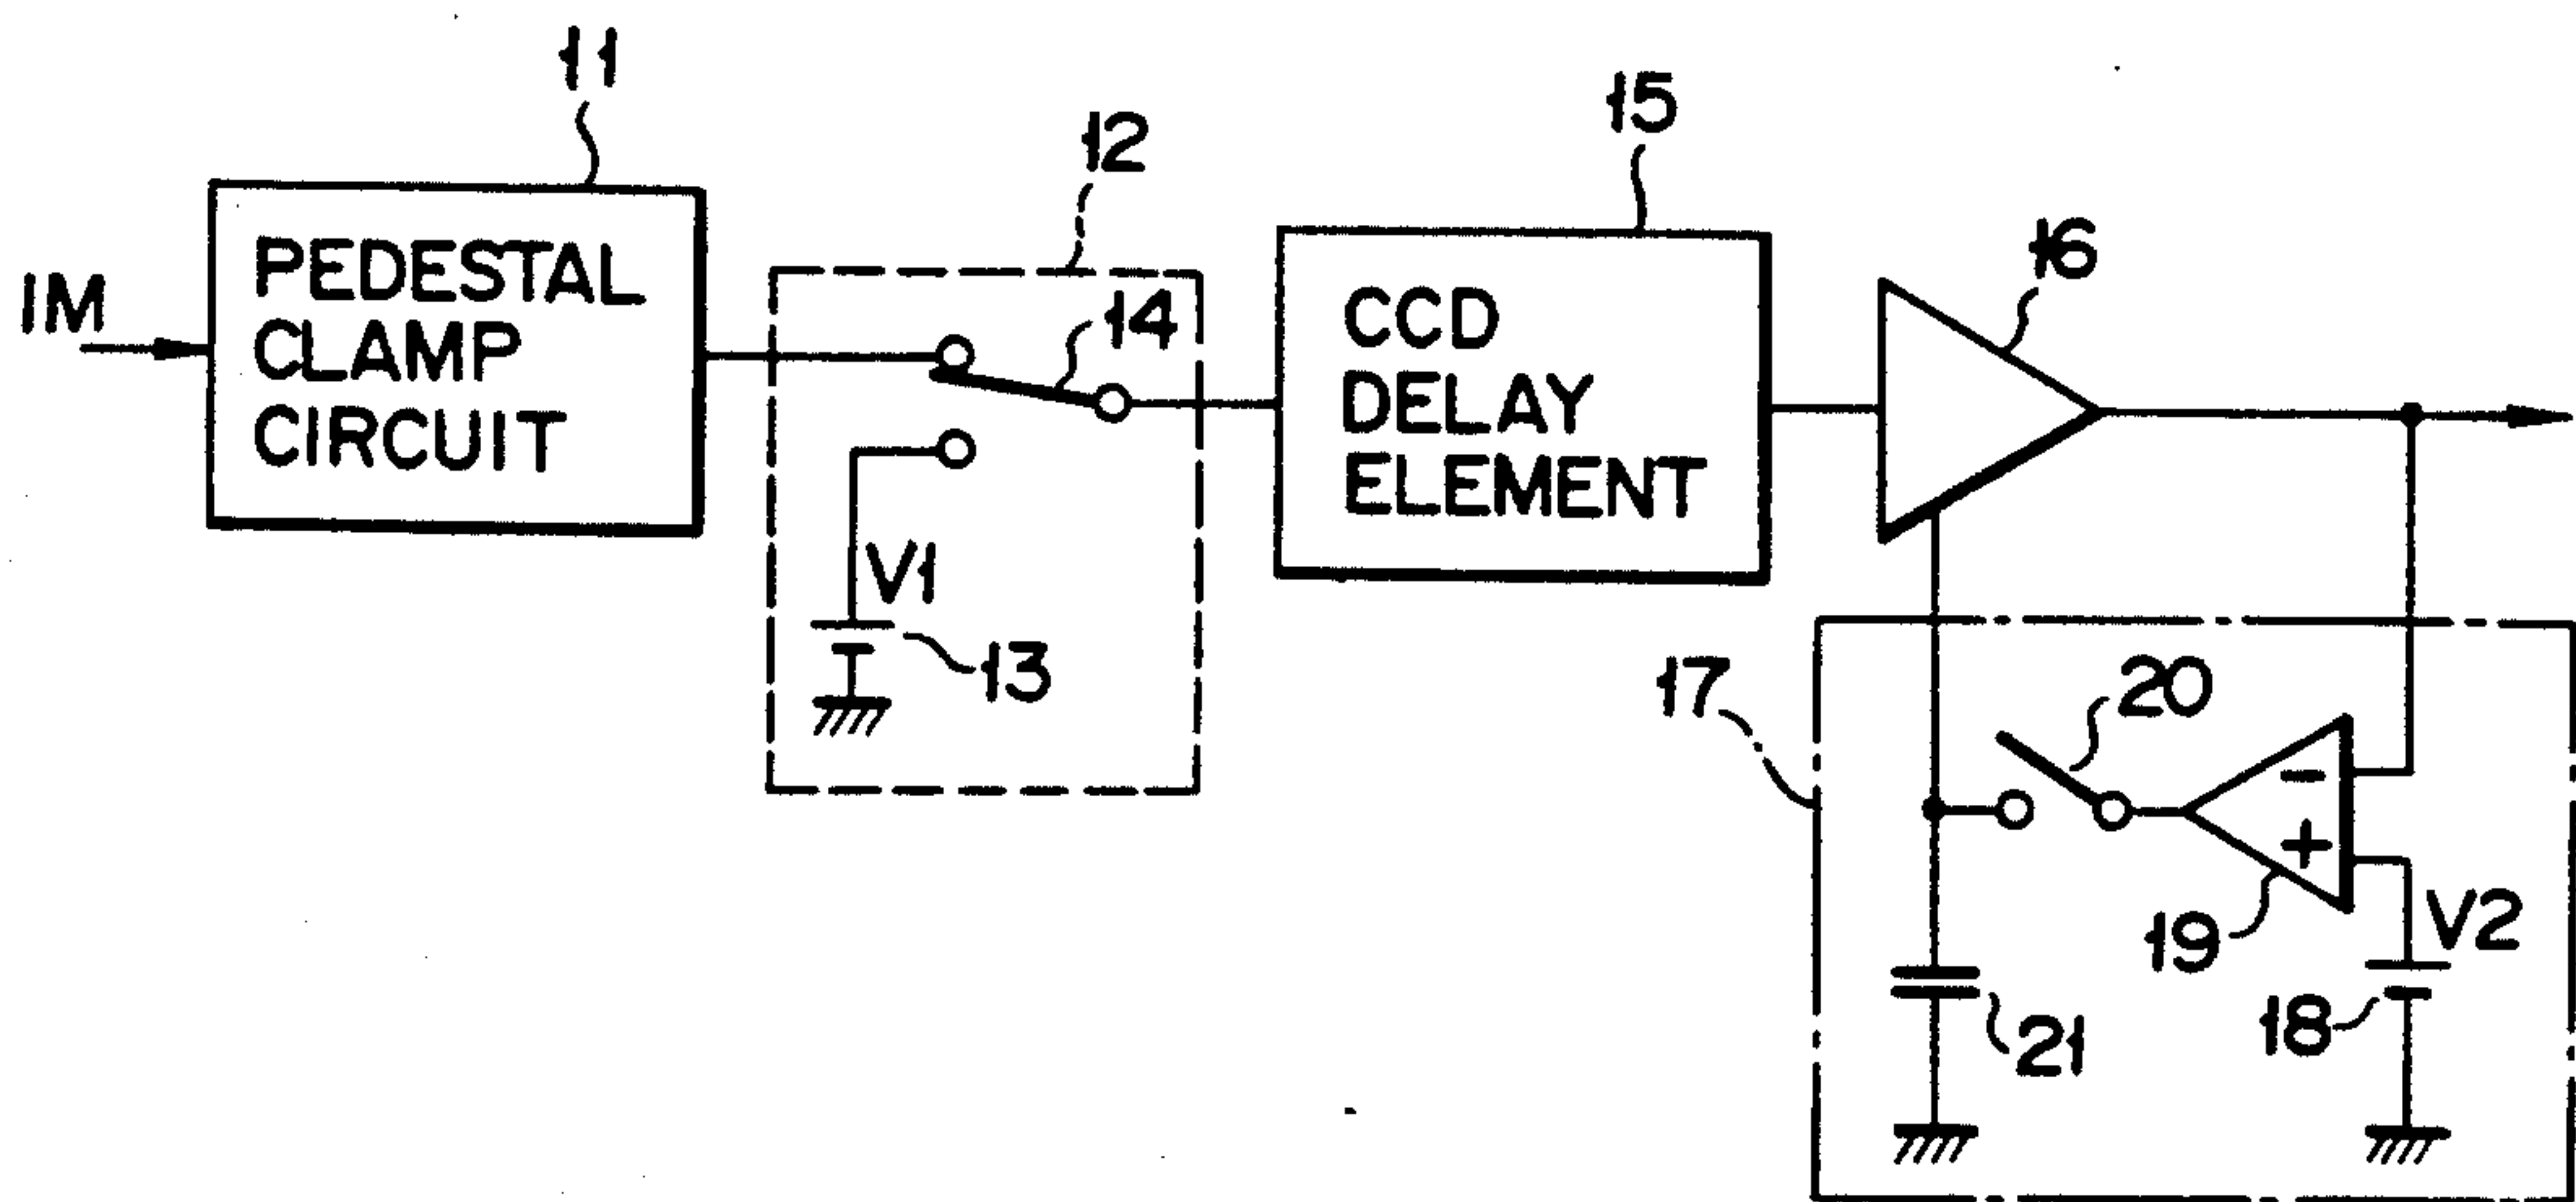 11
12
15
16
IM
PEDESTAL
CLAMP
CIRCUIT
14
CCD
DELAY
ELEMENT
V1
13
17
20
-
+
19
V2
18
21